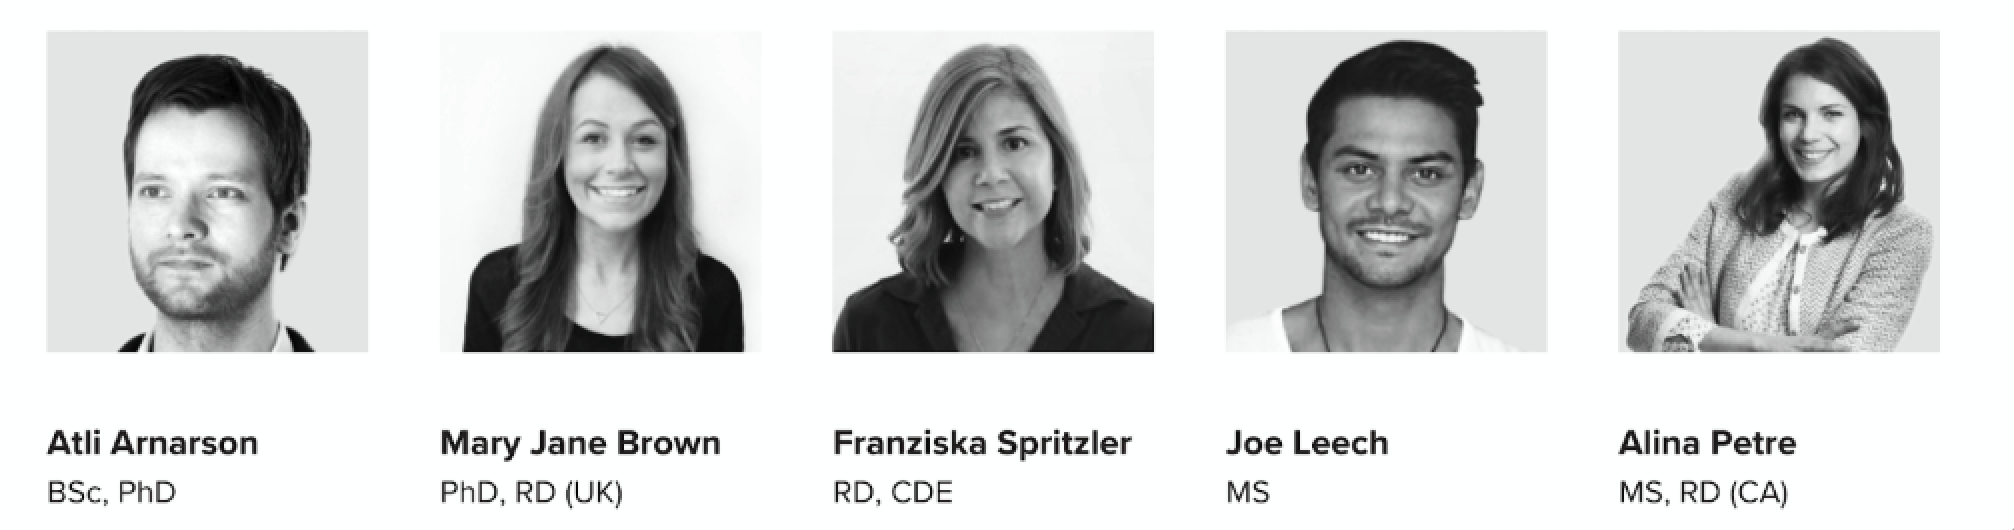 Atli Arnarson
BSc, PhD
Mary Jane Brown
PhD, RD (UK)
Franziska Spritzler
RD, CDE
Joe Leech
MS
Alina Petre
MS, RD (CA)